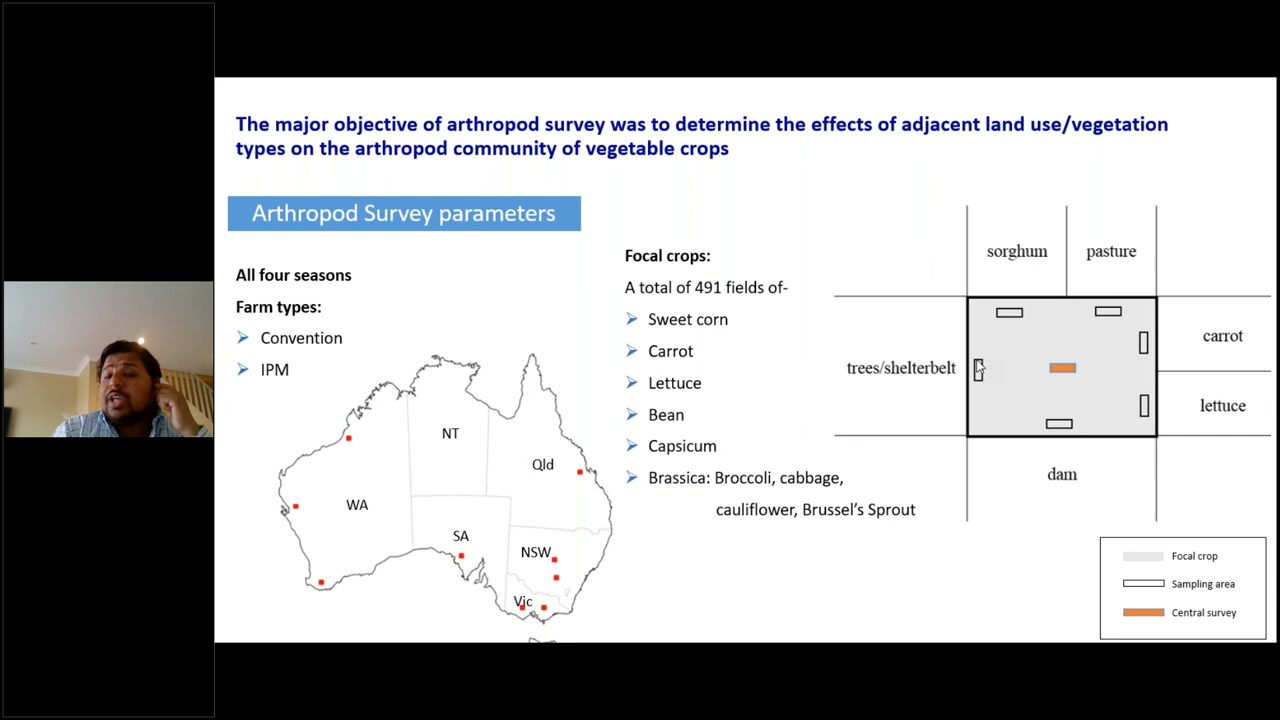 The major objective of arthropod survey was to determine the effects of adjacent land use/vegetation
types on the arthropod community of vegetable crops
Arthropod Survey parameters
All four seasons
Farm types:
Convention
IPM
NT
Qld
WA
SA
NSW
Vic
Focal crops:
A total of 491 fields of-
Sweet corn
Carrot
Lettuce
Bean
Capsicum
Brassica: Broccoli, cabbage,
cauliflower, Brussel's Sprout
sorghum
pasture
trees/shelterbelt
carrot
lettuce
dam
Focal crop
Sampling area
Central survey